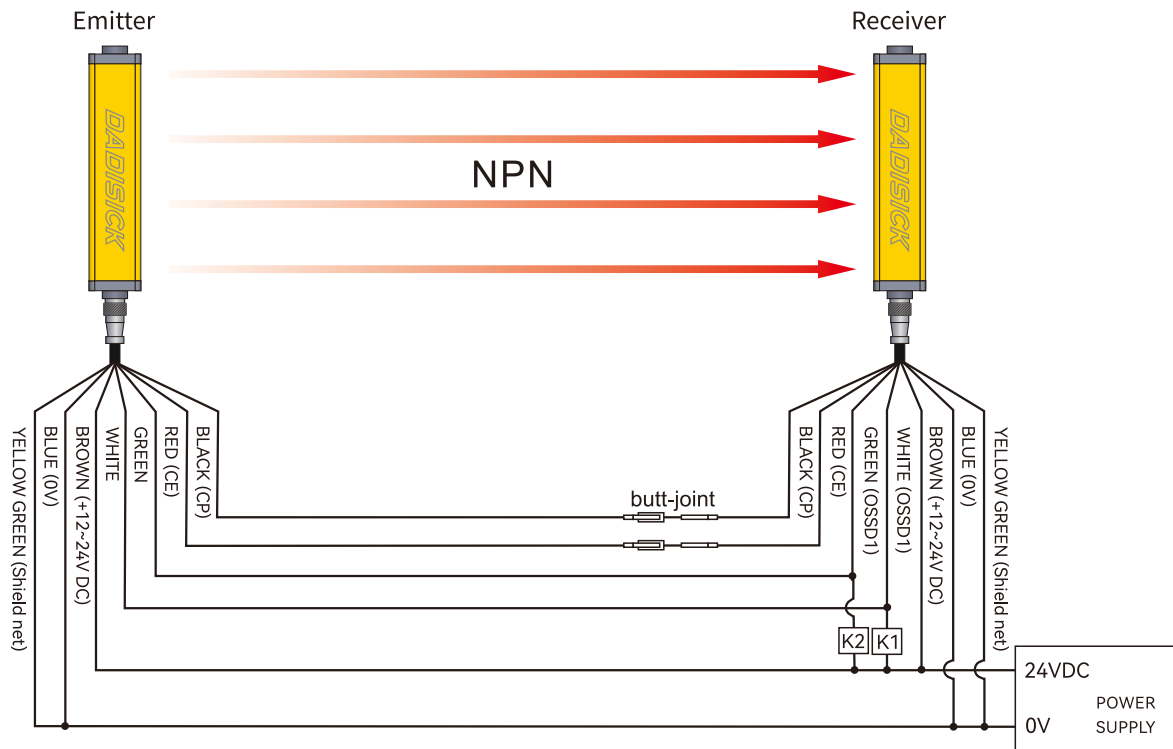 Emitter
Receiver
DADISICK
DADISICK
NPN
YELLOW GREEN (Shield net)
BLUE (0V)
BROWN (+12~24V DC)
WHITE
GREEN
RED (CE)
BLACK (CP)
butt-joint
BLACK (CP)
RED (CE)
GREEN (OSSD1)
WHITE (OSSD1)
BROWN (+12~24V DC)
BLUE (0V)
YELLOW GREEN (Shield net)
K2
K1
24VDC
POWER
SUPPLY
0V